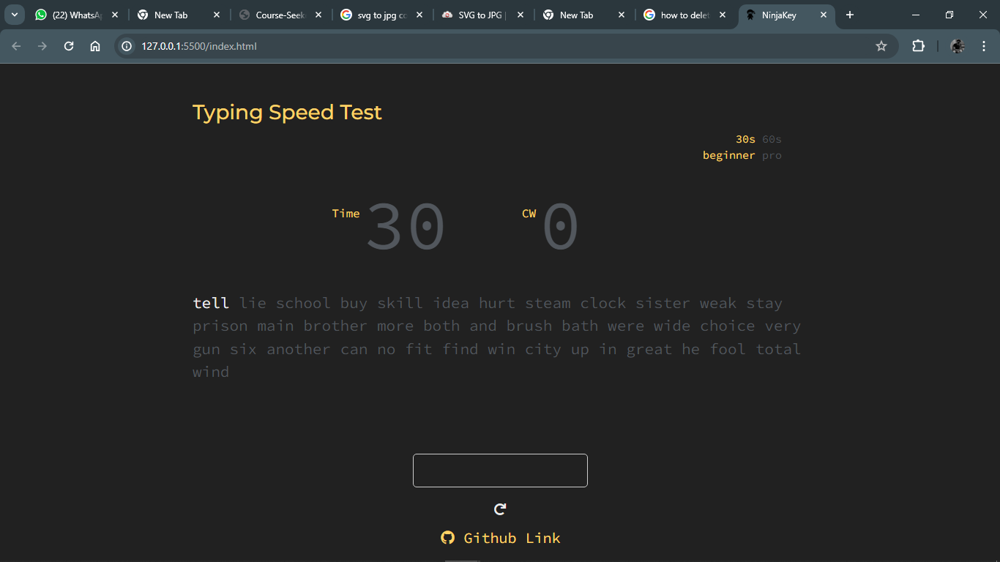 (22) WhatsA
New Tab
Course-Seek
svg to jpg co
SVG to JPG |
New Tab
how to delet
NinjaKey
127.0.0.1:5500/index.html
Typing Speed Test
30s 60s
beginner pro
Time 30 CW 0
tell lie school buy skill idea hurt steam clock sister weak stay
prison main brother more both and brush bath were wide choice very
gun six another can no fit find win city up in great he fool total
wind
Github Link